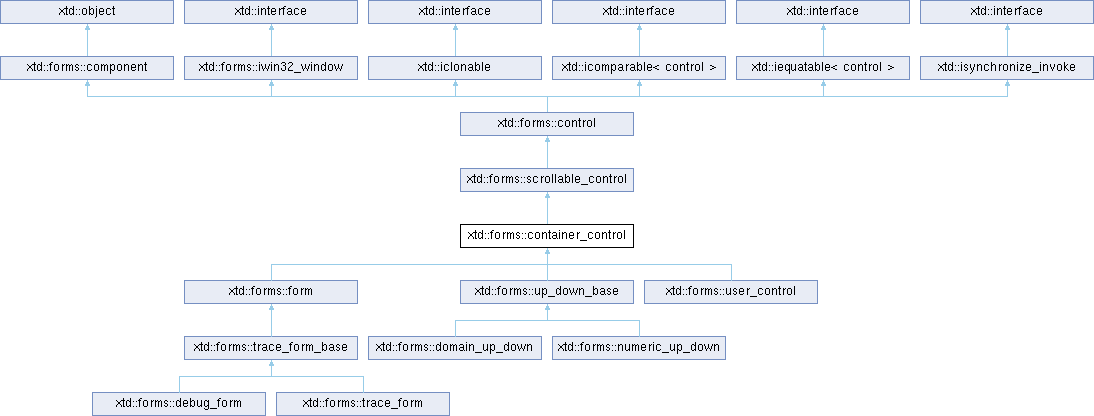 xtd::object
xtd::interface
xtd::interface
xtd::interface
xtd::interface
xtd::interface
xtd::forms::component
xtd::forms::iwin32_window
xtd::iclonable
xtd::icomparable< control >
xtd::iequatable< control >
xtd::isynchronize_invoke
xtd::forms::control
xtd::forms::scrollable_control
xtd::forms::container_control
xtd::forms::form
xtd::forms::up_down_base
xtd::forms::user_control
xtd::forms::trace_form_base
xtd::forms::domain_up_down
xtd::forms::numeric_up_down
xtd::forms::debug_form
xtd::forms::trace_form